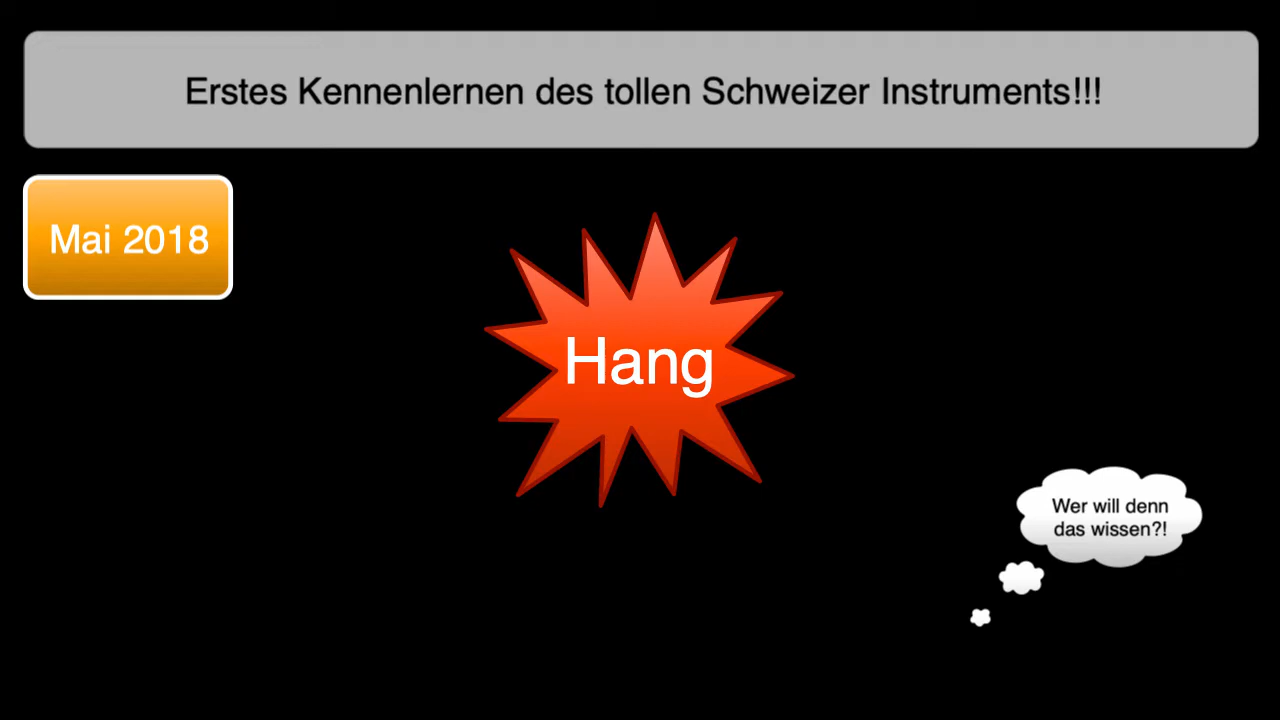 Erstes Kennenlernen des tollen Schweizer Instruments!!!
Mai 2018
Hang
Wer will denn
das wissen?!